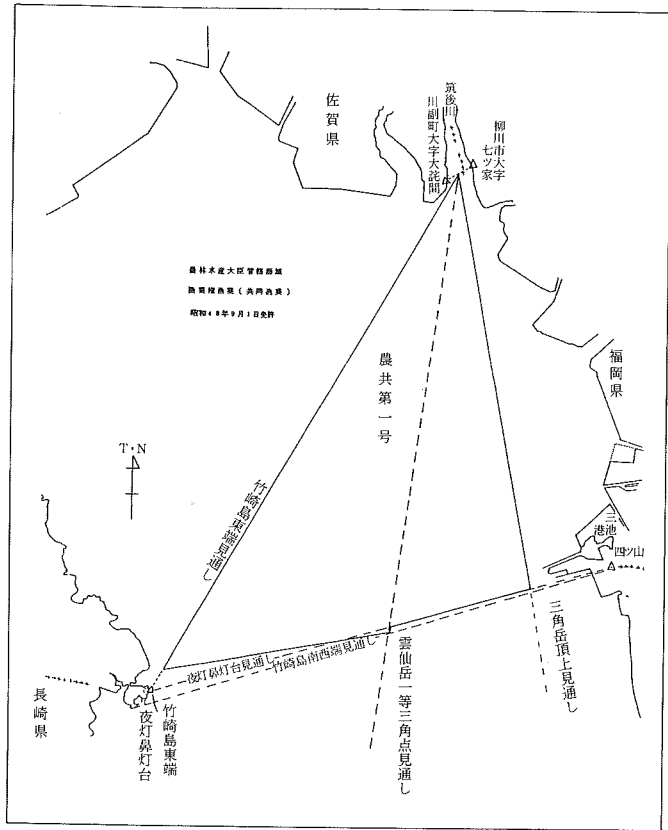 筑後川
川副町大字大詫間
柳川市大字
七ツ家
佐賀県
農林水産大臣管轄漁場
漁業権漁業(共同漁業)
昭和48年9月1日免許
農共第一号
福岡県
T・N
竹崎島東端見通し
三池
港
四ツ山
三角岳頂上見通し
夜灯鼻灯台見通し
竹崎島南西端見通し
雲仙岳一等三角点見通し
竹崎島東端
夜灯鼻灯台
長崎県